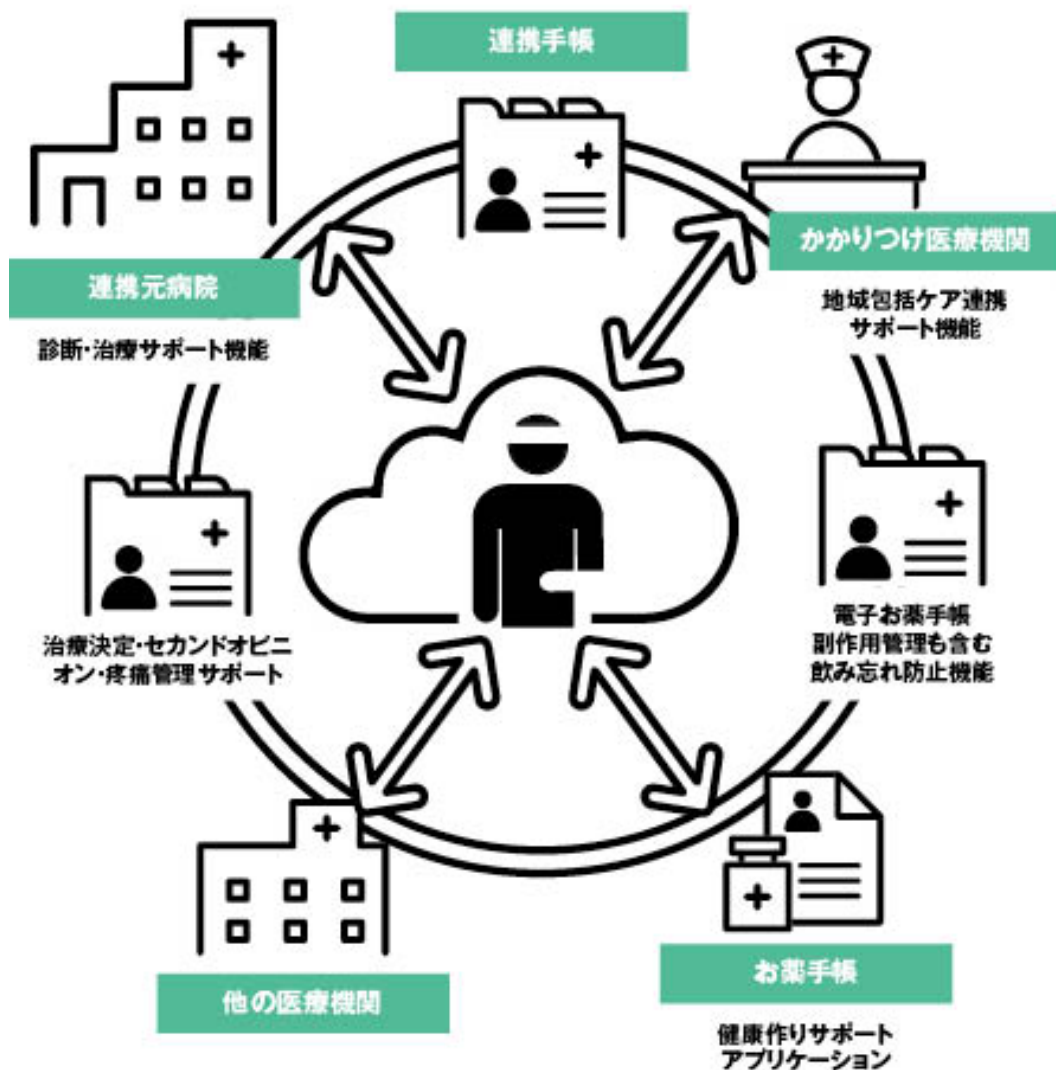 連携手帳
連携元病院
診断・治療サポート機能
かかりつけ医療機関
地域包括ケア連携
サポート機能
治療決定・セカンドオピニ
オン・疼痛管理サポート
電子お薬手帳
副作用管理も含む
飲み忘れ防止機能
他の医療機関
お薬手帳
健康作りサポート
アプリケーション